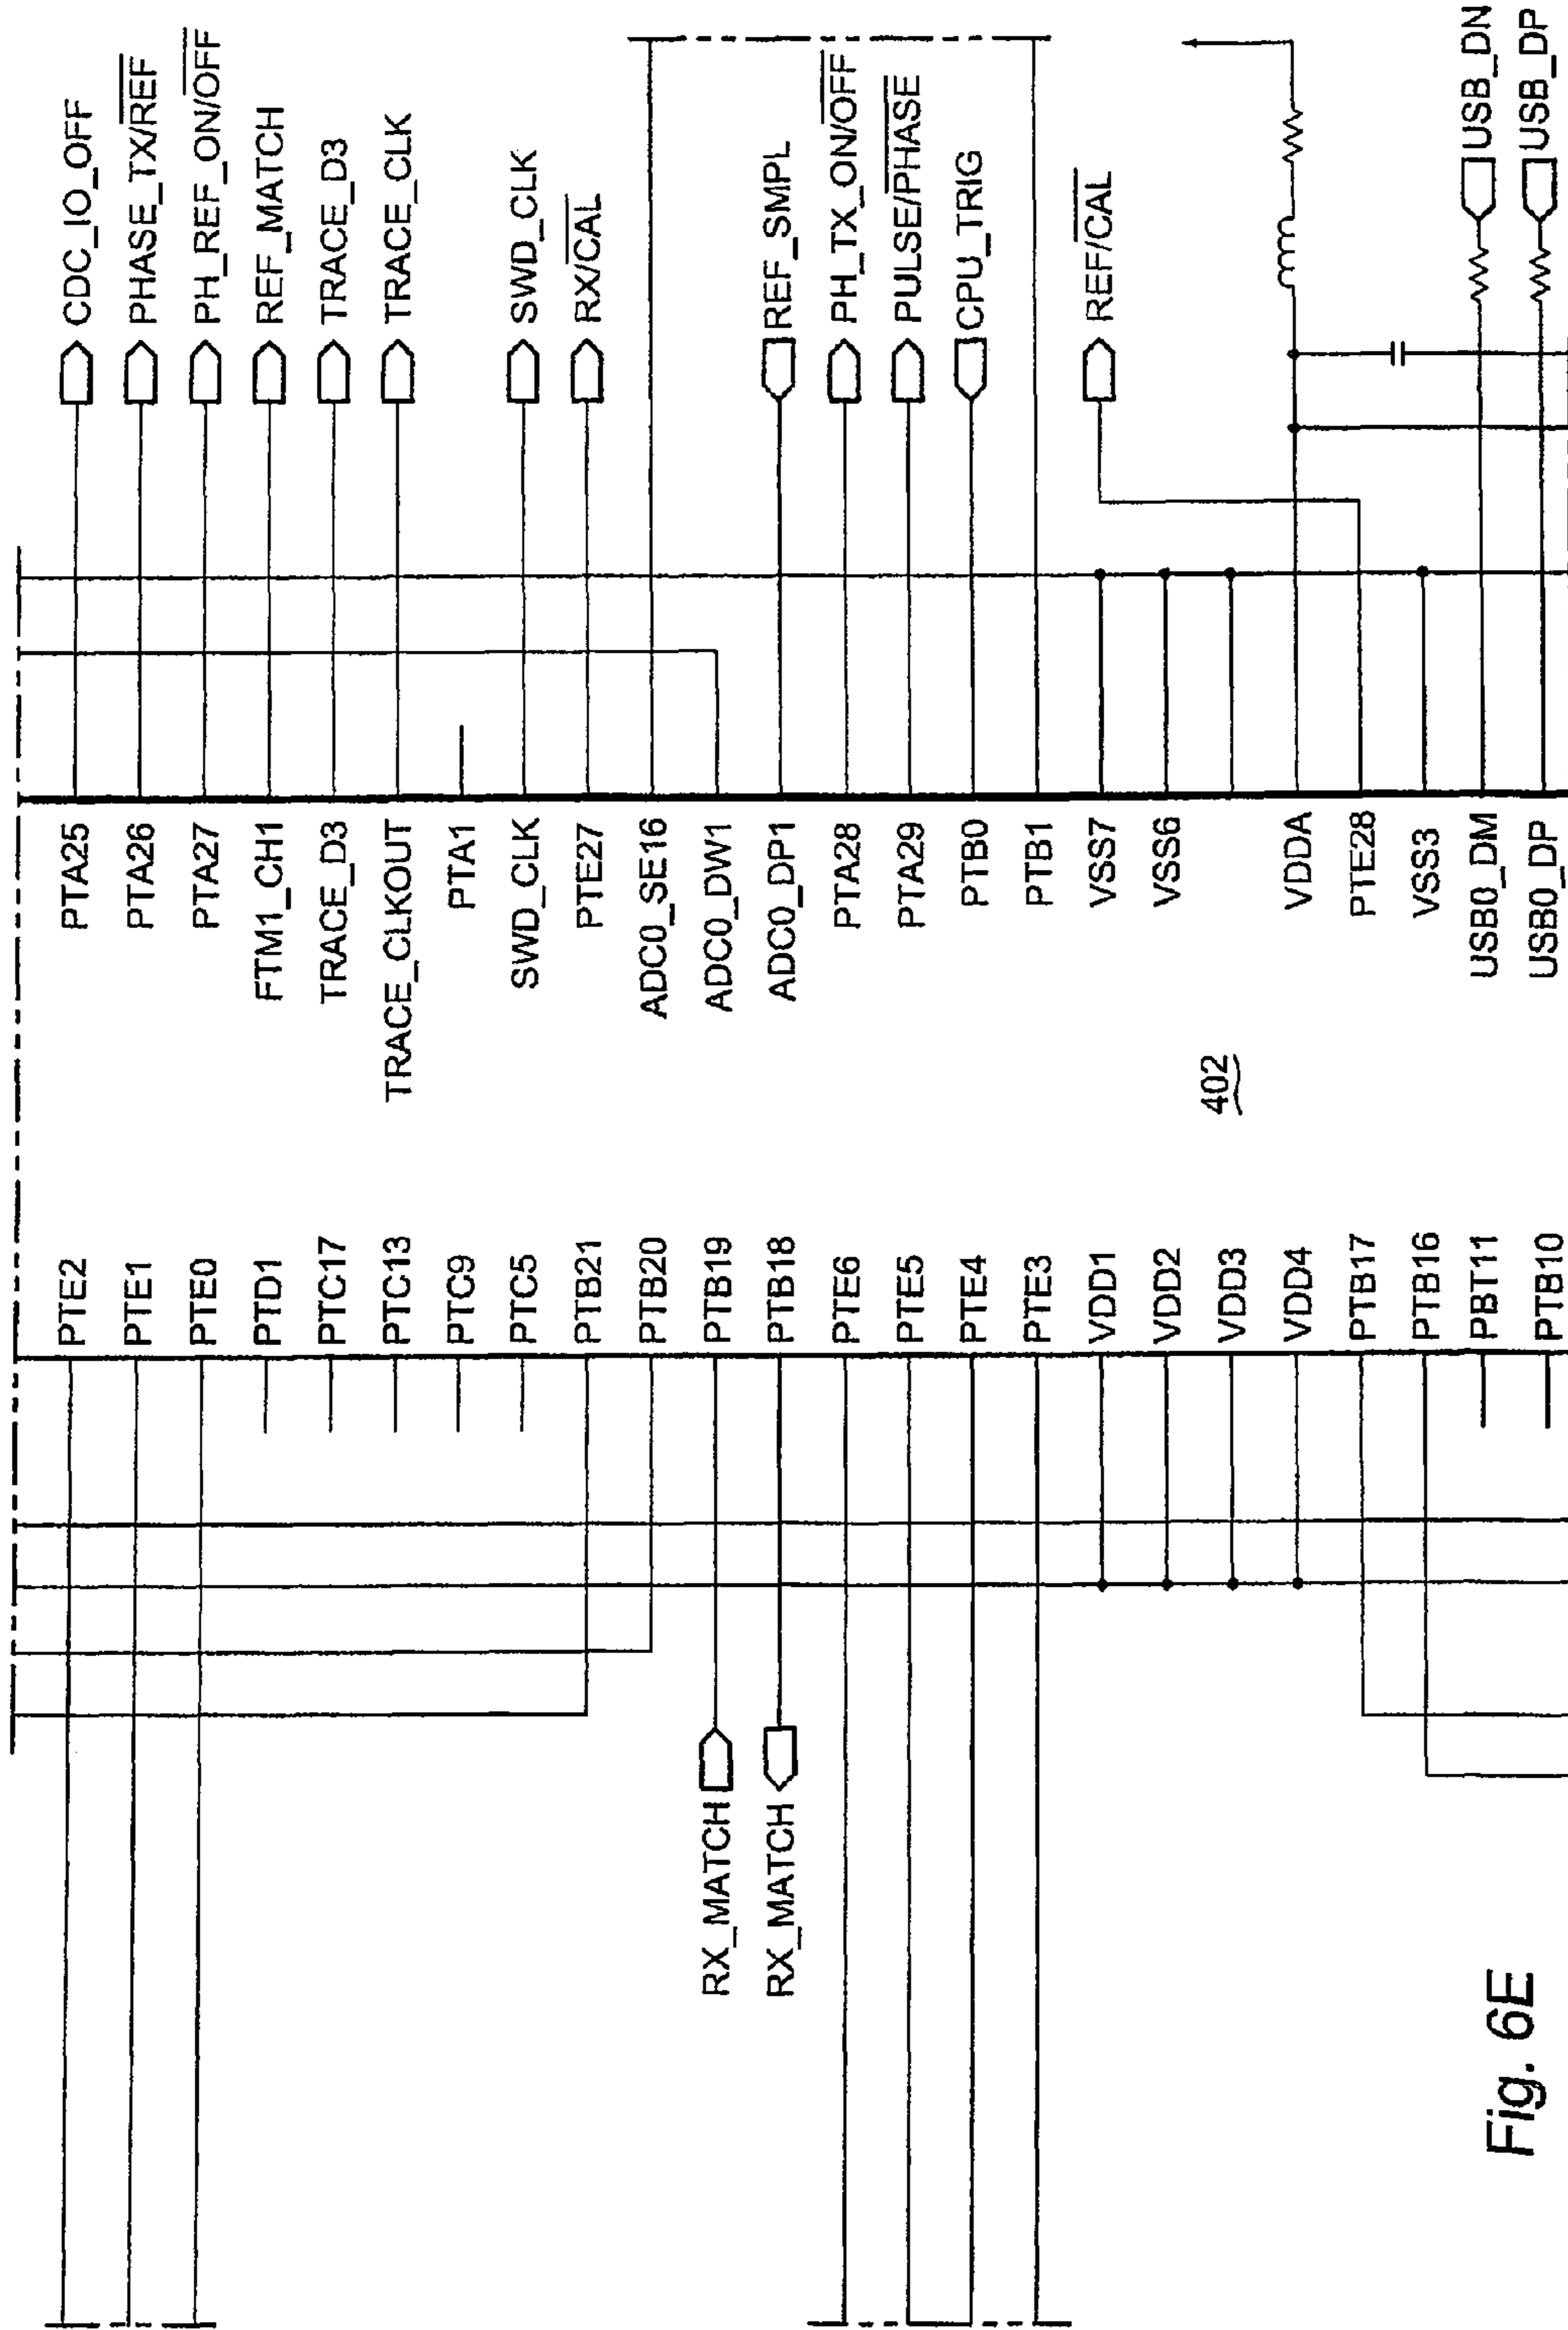 CDC_IO_OFF
PHASE_TX/REF
PH_REF_ON/OFF
REF_MATCH
TRACE_D3
TRACE_CLK
SWD_CLK
RX/CAL
REF_SMPL
PH_TX_ON/OFF
PULSE/PHASE
CPU_TRIG
REF/CAL
USB_DN
USB_DP
PTA25
PTA26
PTA27
FTM1_CH1
TRACE_D3
TRACE_CLKOUT
PTA1
SWD_CLK
PTE27
ADC0_SE16
ADC0_DW1
ADC0_DP1
PTA28
PTA29
PTB0
PTB1
VSS7
VSS6
VDDA
PTE28
VSS3
USB0_DM
USB0_DP
402
PTE2
PTE1
PTE0
PTD1
PTC17
PTC13
PTC9
PTC5
PTB21
PTB20
PTB19
PTB18
PTE6
PTE5
PTE4
PTE3
VDD1
VDD2
VDD3
VDD4
PTB17
PTB16
PBT11
PTB10
RX_MATCH
RX_MATCH
Fig. 6E